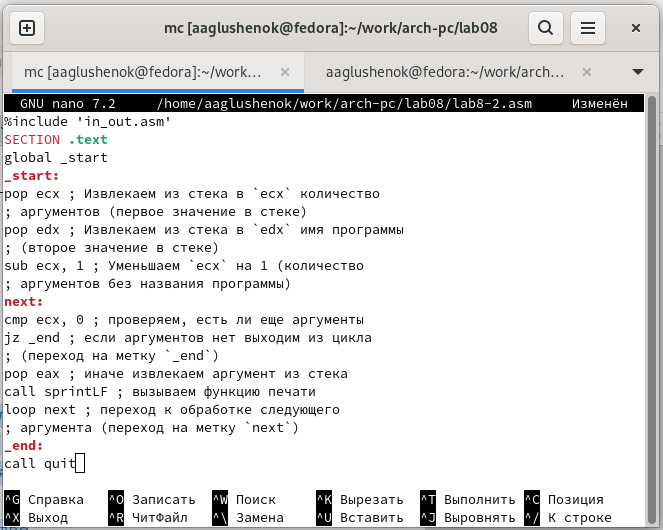 mc [aaglushenok@fedora]:~/work/arch-pc/lab08
mc [aaglushenok@fedora]:~/work... aaglushenok@fedora:~/work/arch...
GNU nano 7.2 /home/aaglushenok/work/arch-pc/lab08/lab8-2.asm Изменён
%include 'in_out.asm'
SECTION .text
global _start
_start:
pop ecx ; Извлекаем из стека в `ecx` количество
; аргументов (первое значение в стеке)
pop edx ; Извлекаем из стека в `edx` имя программы
; (второе значение в стеке)
sub ecx, 1 ; Уменьшаем `ecx` на 1 (количество
; аргументов без названия программы)
next:
cmp ecx, 0 ; проверяем, есть ли еще аргументы
jz _end ; если аргументов нет выходим из цикла
; (переход на метку `_end`)
pop eax ; иначе извлекаем аргумент из стека
call sprintLF ; вызываем функцию печати
loop next ; переход к обработке следующего
; аргумента (переход на метку `next`)
_end:
call quit
^G Справка ^O Записать ^W Поиск ^K Вырезать ^T Выполнить ^C Позиция
^X Выход ^R ЧитФайл ^\ Замена ^U Вставить ^J Выровнять ^/ К строке